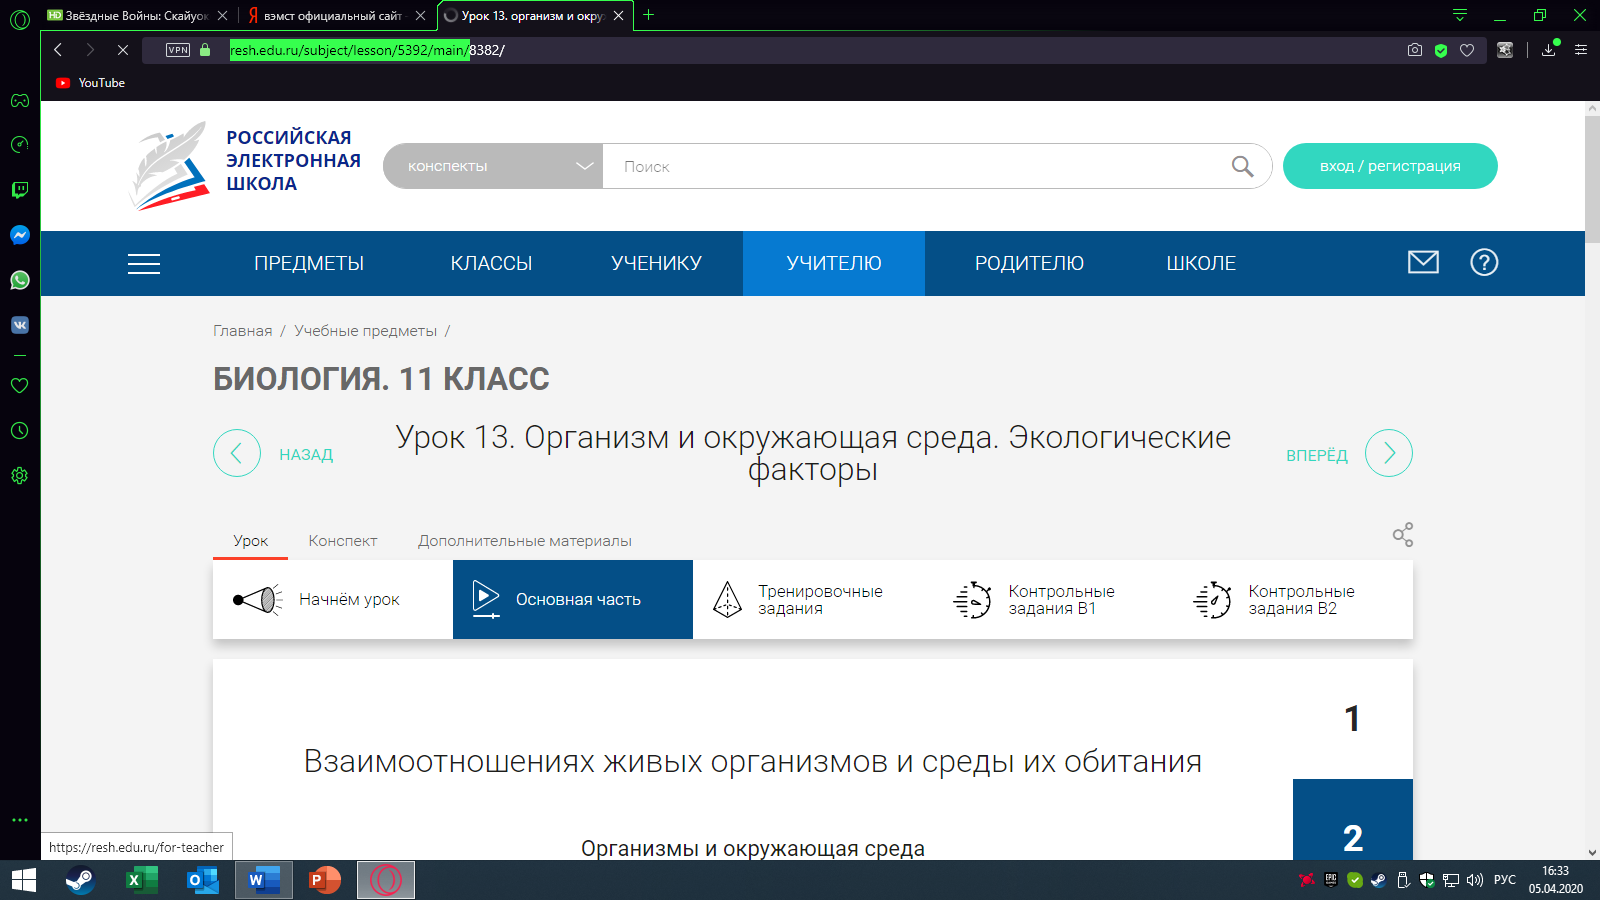 HD Звёздные Войны: Скайуок
Я вэмст официальный сайт
Урок 13. организм и окру
VPN resh.edu.ru/subject/lesson/5392/main/8382/
YouTube
РОССИЙСКАЯ
ЭЛЕКТРОННАЯ
ШКОЛА
конспекты
Поиск
вход / регистрация
ПРЕДМЕТЫ КЛАССЫ УЧЕНИКУ УЧИТЕЛЮ РОДИТЕЛЮ ШКОЛЕ
Главная / Учебные предметы /
БИОЛОГИЯ. 11 КЛАСС
НАЗАД
Урок 13. Организм и окружающая среда. Экологические
факторы
ВПЕРЁД
Урок Конспект Дополнительные материалы
Начнём урок
Основная часть
Тренировочные
задания
Контрольные
задания В1
Контрольные
задания В2
1
Взаимоотношениях живых организмов и среды их обитания
2
Организмы и окружающая среда
https://resh.edu.ru/for-teacher
РУС
16:33
05.04.2020